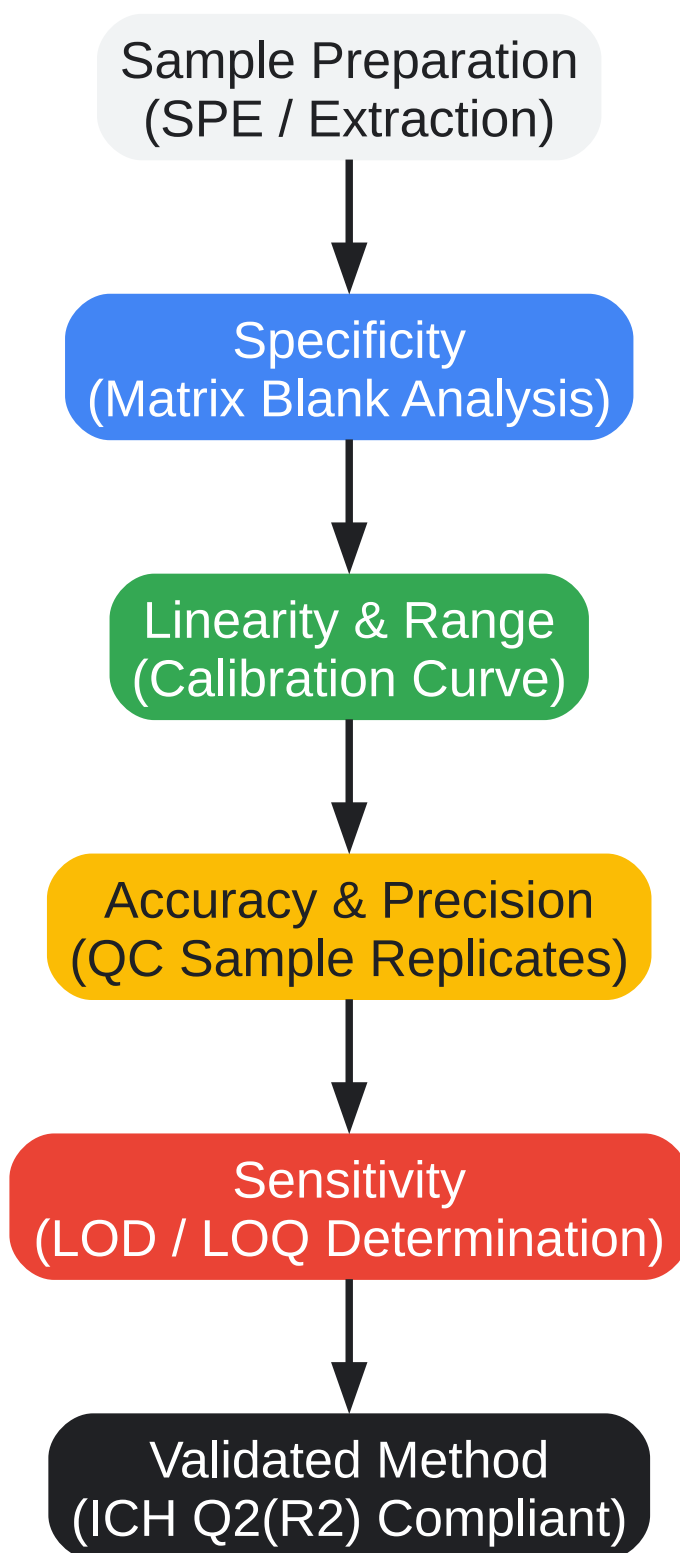 Sample Preparation
(SPE / Extraction)
Specificity
(Matrix Blank Analysis)
Linearity & Range
(Calibration Curve)
Accuracy & Precision
(QC Sample Replicates)
Sensitivity
(LOD / LOQ Determination)
Validated Method
(ICH Q2(R2) Compliant)